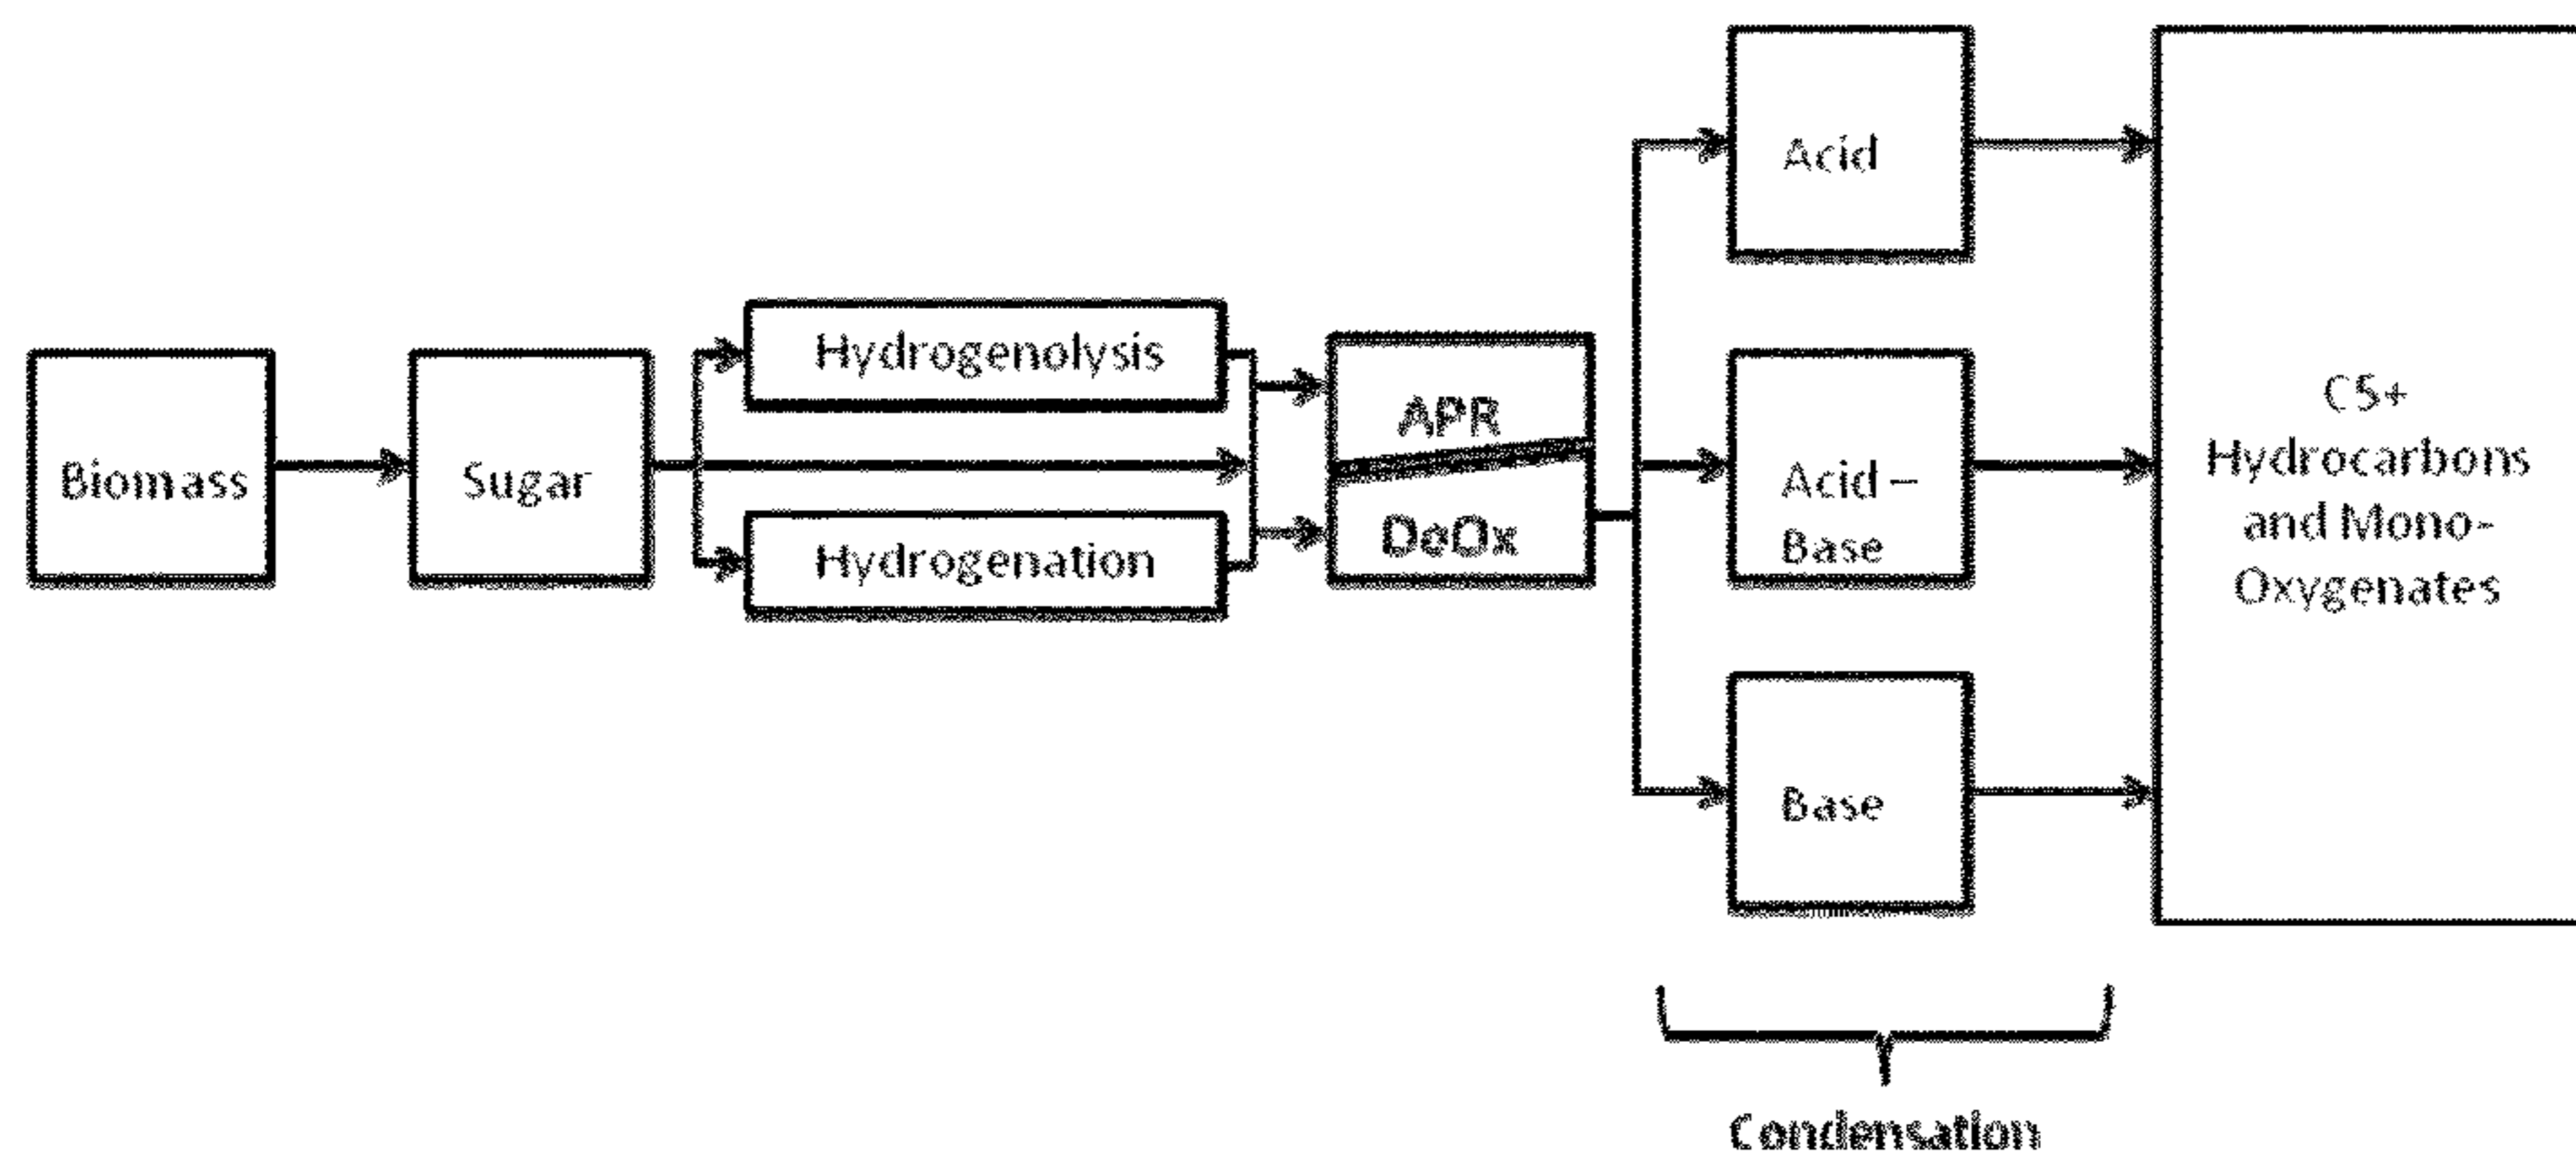 Biomass
Sugar
Hydrogenolysis
Hydrogenation
APR
DeOx
Acid
Acid –
Base
Base
C5+
Hydrocarbons
and Mono-
Oxygenates
Condensation